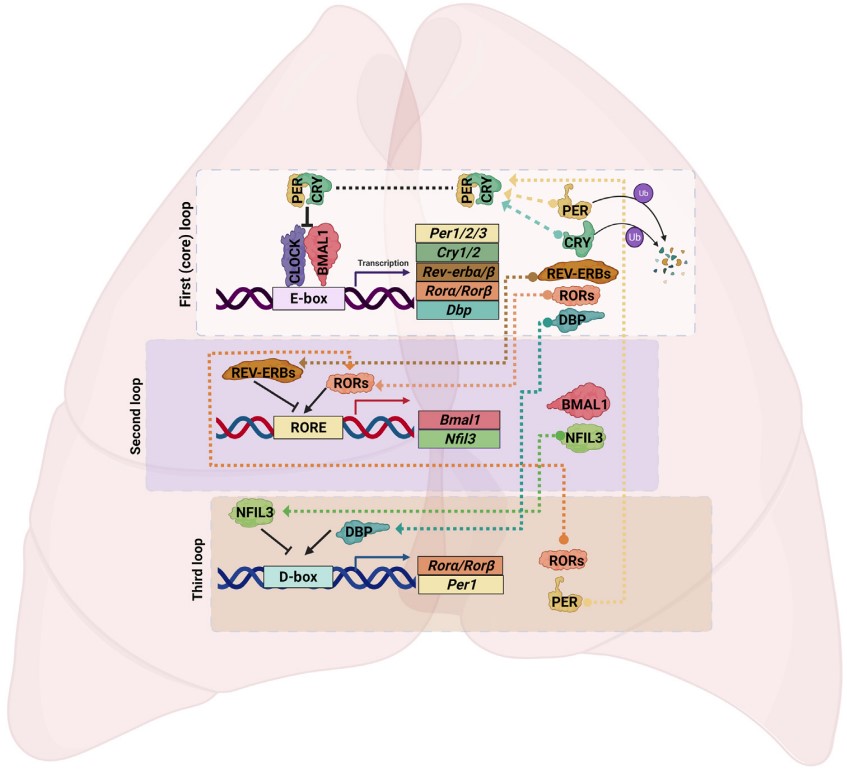 First (core) loop
PER
CRY
PER
CRY
PER
Ub
CRY
Ub
CLOCK
BMAL1
Transcription
E-box
Per1/2/3
Cry1/2
Rev-erbα/β
Rorα/Rorβ
Dbp
REV-ERBs
RORs
DBP
Second loop
REV-ERBs
RORs
RORE
Bmal1
Nfil3
BMAL1
NFIL3
Third loop
NFIL3
DBP
D-box
Rorα/Rorβ
Per1
RORs
PER